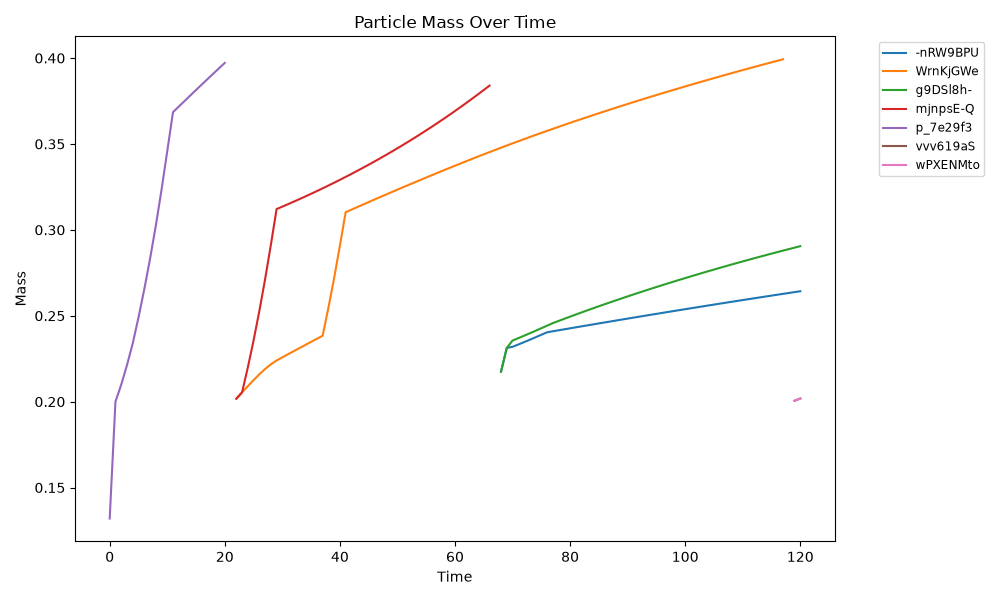 Particle Mass Over Time
Mass
0.40
0.35
0.30
0.25
0.20
0.15
0
20
40
60
80
100
120
Time
-nRW9BPU
WrnKjGWe
g9DSl8h-
mjnpsE-Q
p_7e29f3
vvv619aS
wPXENMto